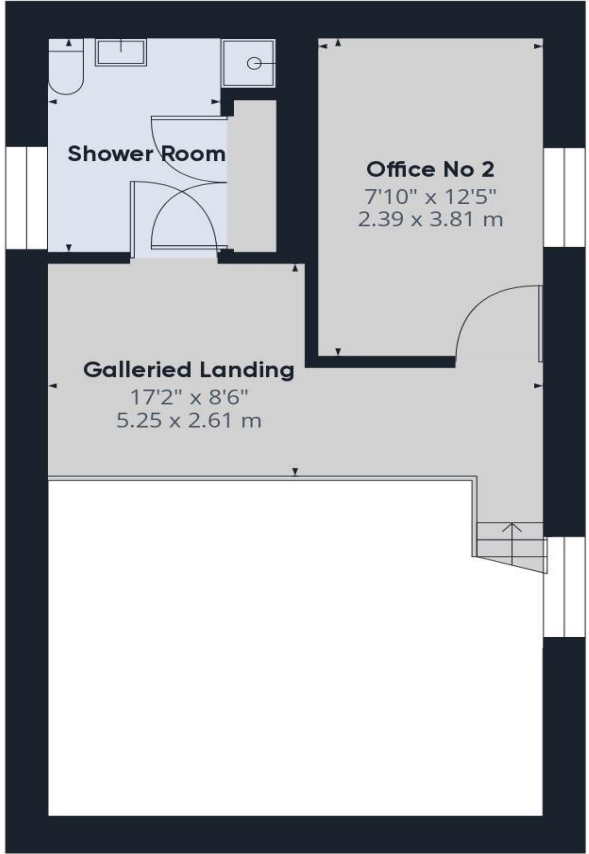 Shower Room
Office No 2
7'10" x 12'5"
2.39 x 3.81 m
Galleried Landing
17'2" x 8'6"
5.25 x 2.61 m